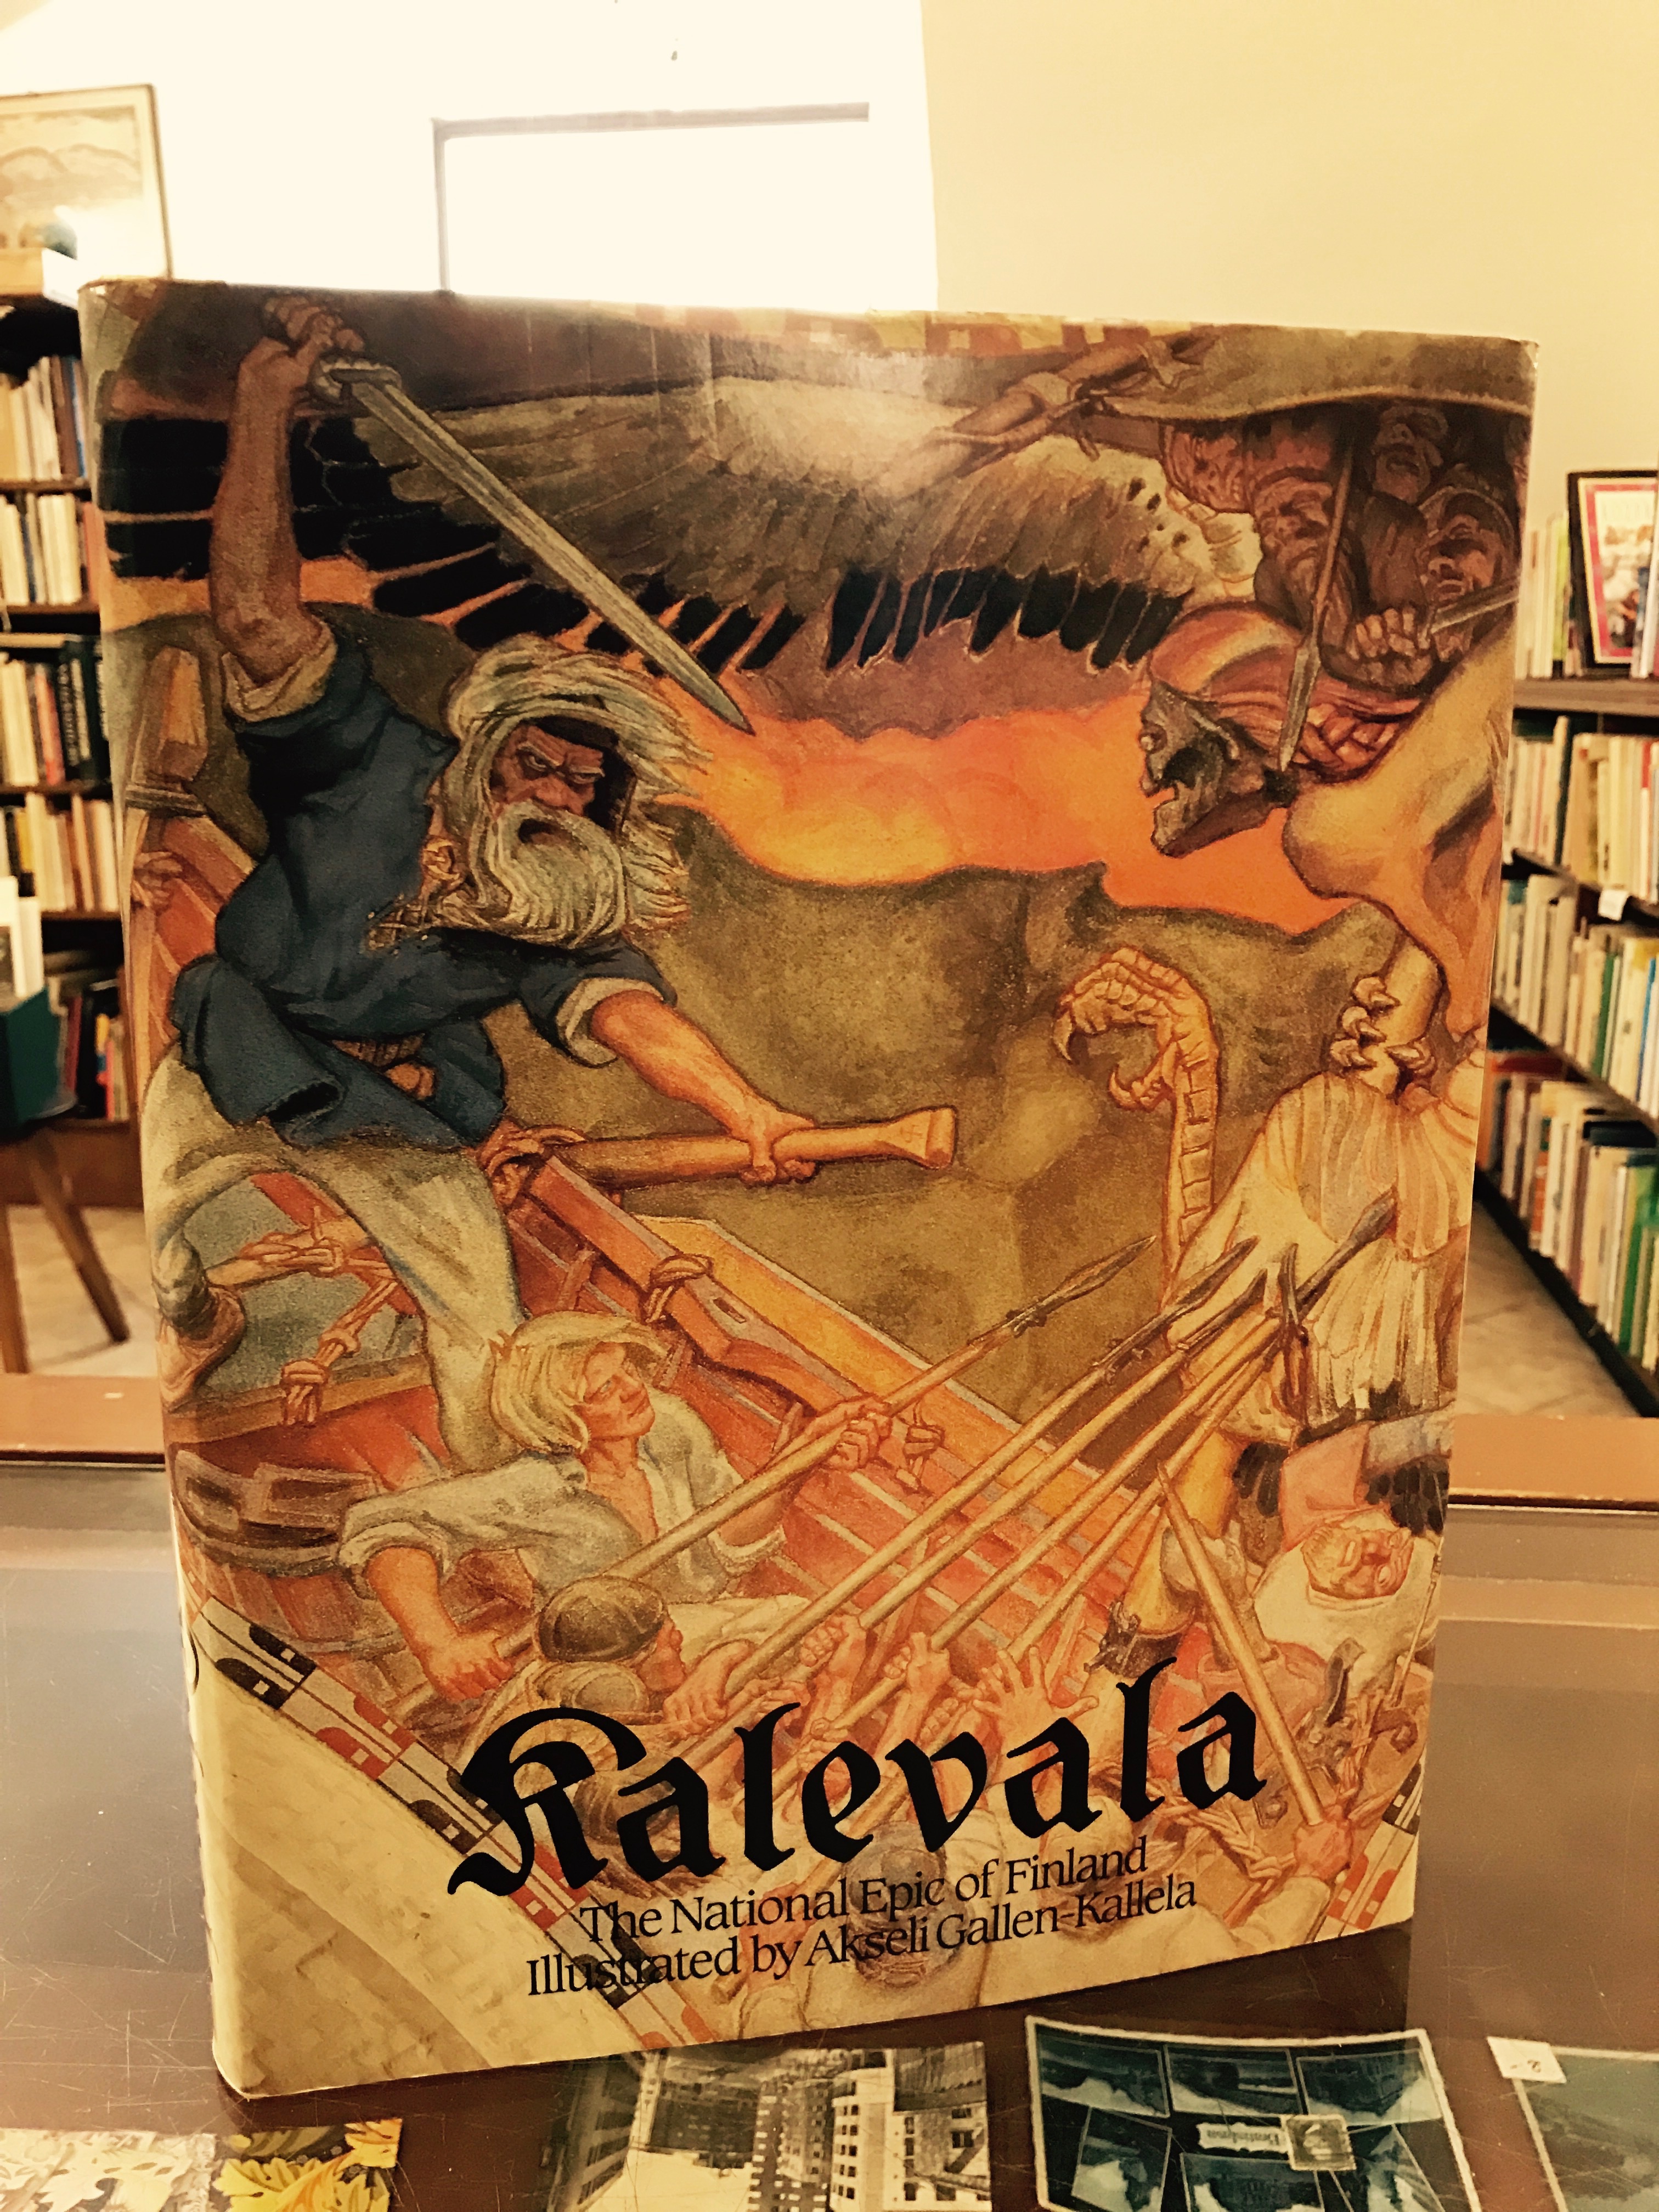 Kalevala
The National Epic of Finland
Illustrated by Akseli Gallen-Kallela